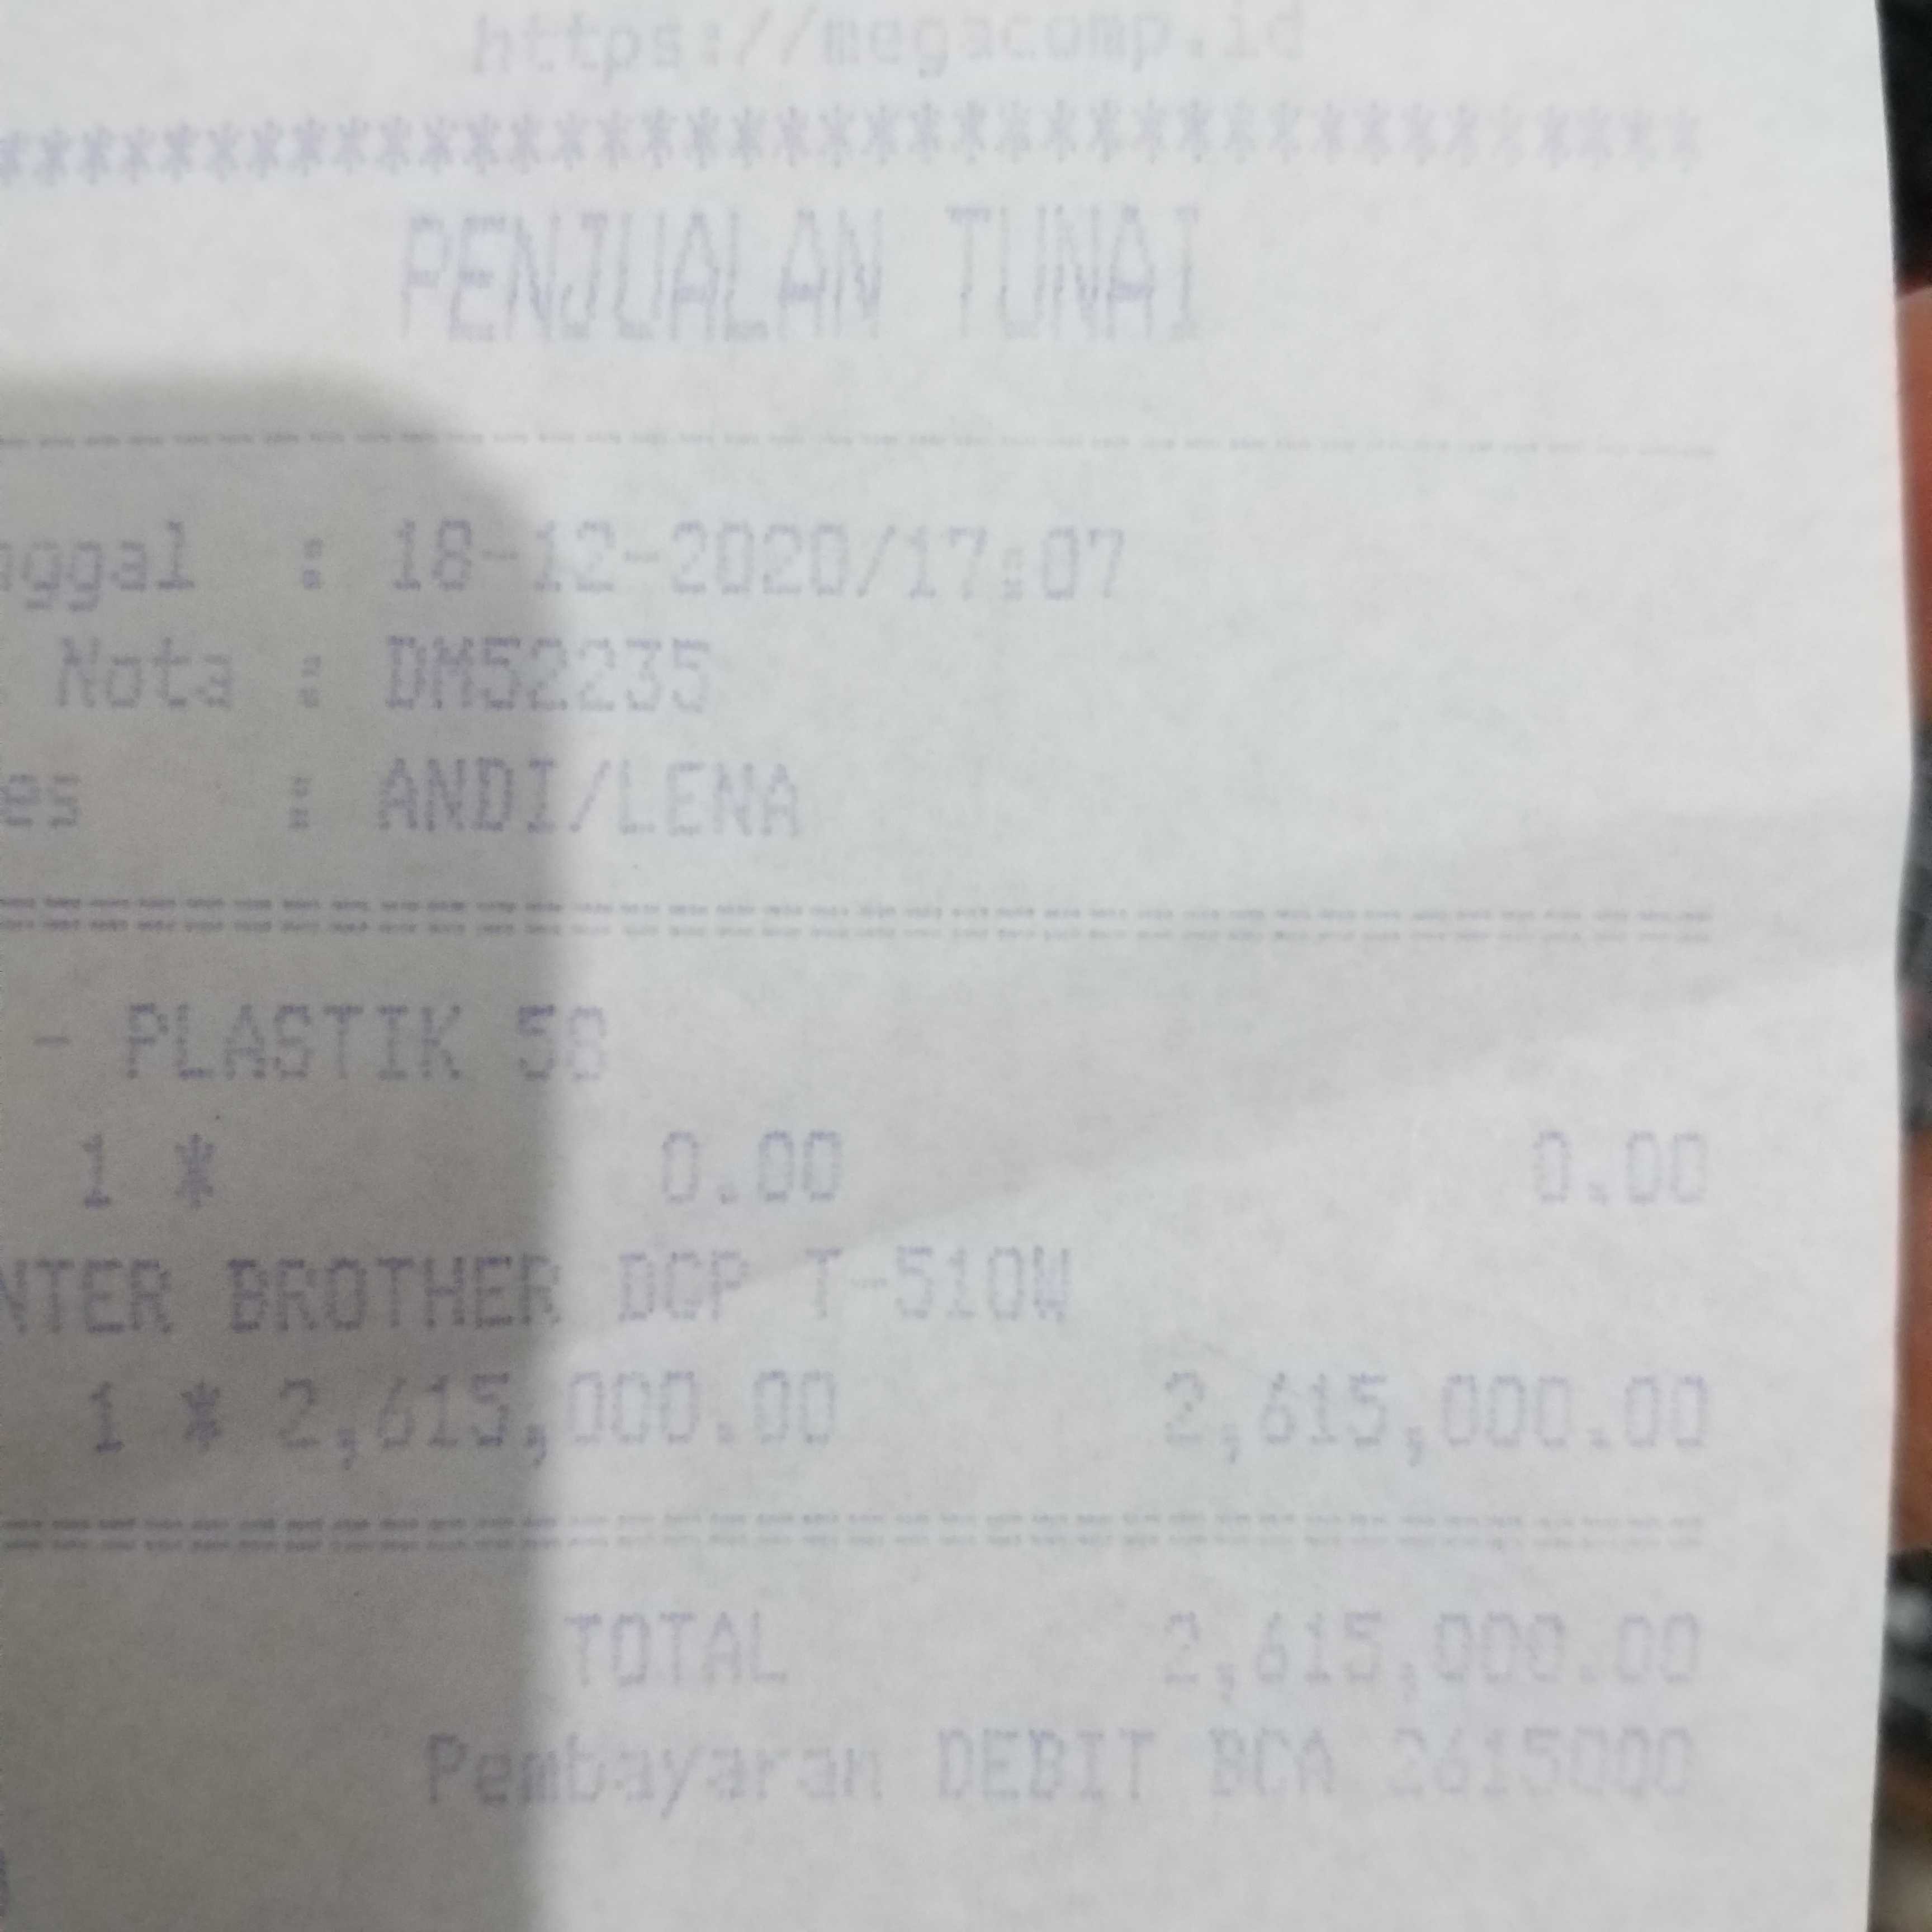 https://megacomp.id
****************************************
PENJUALAN TUNAI
----------------------------------------
nggal : 18-12-2020/17:07
Nota : DM52235
es : ANDI/LENA
========================================
- PLASTIK 58
1 * 0.00 0.00
NTER BROTHER DCP T-510W
1 * 2,615,000.00 2,615,000.00
========================================
TOTAL 2,615,000.00
Pembayaran DEBIT BCA 2615000